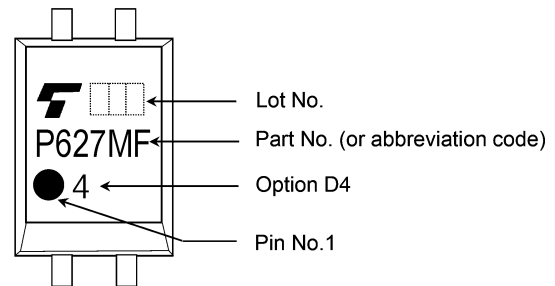 Lot No.
P627MF
Part No. (or abbreviation code)
4
Option D4
Pin No.1